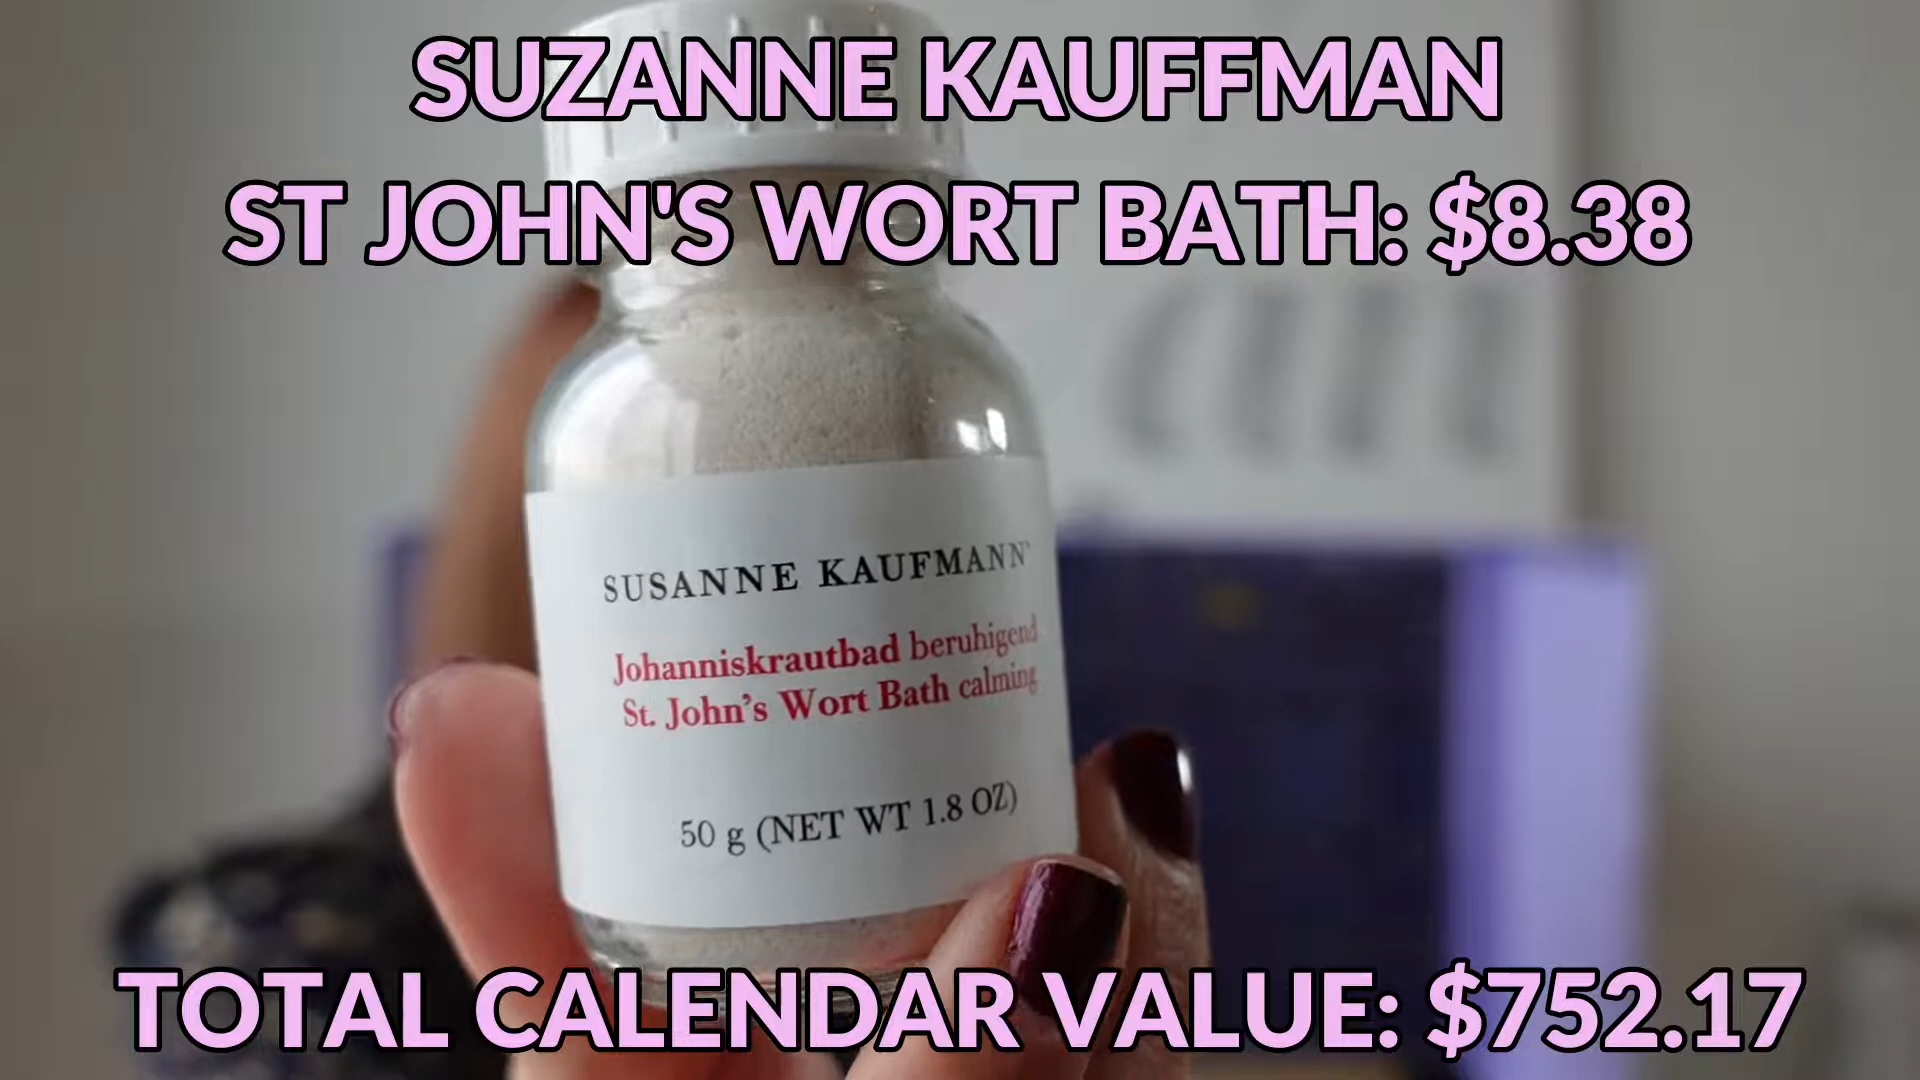 SUZANNE KAUFFMAN
ST JOHN'S WORT BATH: $8.38
SUSANNE KAUFMANN
Johanniskrautbad beruhigend
St. John's Wort Bath calming
50 g (NET WT 1.8 OZ)
TOTAL CALENDAR VALUE: $752.17